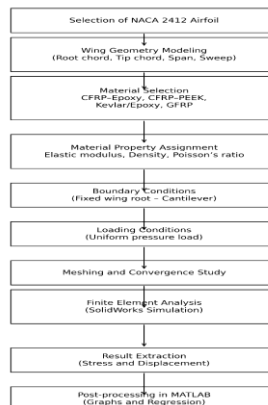 Selection of NACA 2412 Airfoil
Wing Geometry Modeling
(Root chord, Tip chord, Span, Sweep)
Material Selection
CFRP–Epoxy, CFRP–PEEK,
Kevlar/Epoxy, GFRP
Material Property Assignment
Elastic modulus, Density, Poisson's ratio
Boundary Conditions
(Fixed wing root – Cantilever)
Loading Conditions
(Uniform pressure load)
Meshing and Convergence Study
Finite Element Analysis
(SolidWorks Simulation)
Result Extraction
(Stress and Displacement)
Post-processing in MATLAB
(Graphs and Regression)